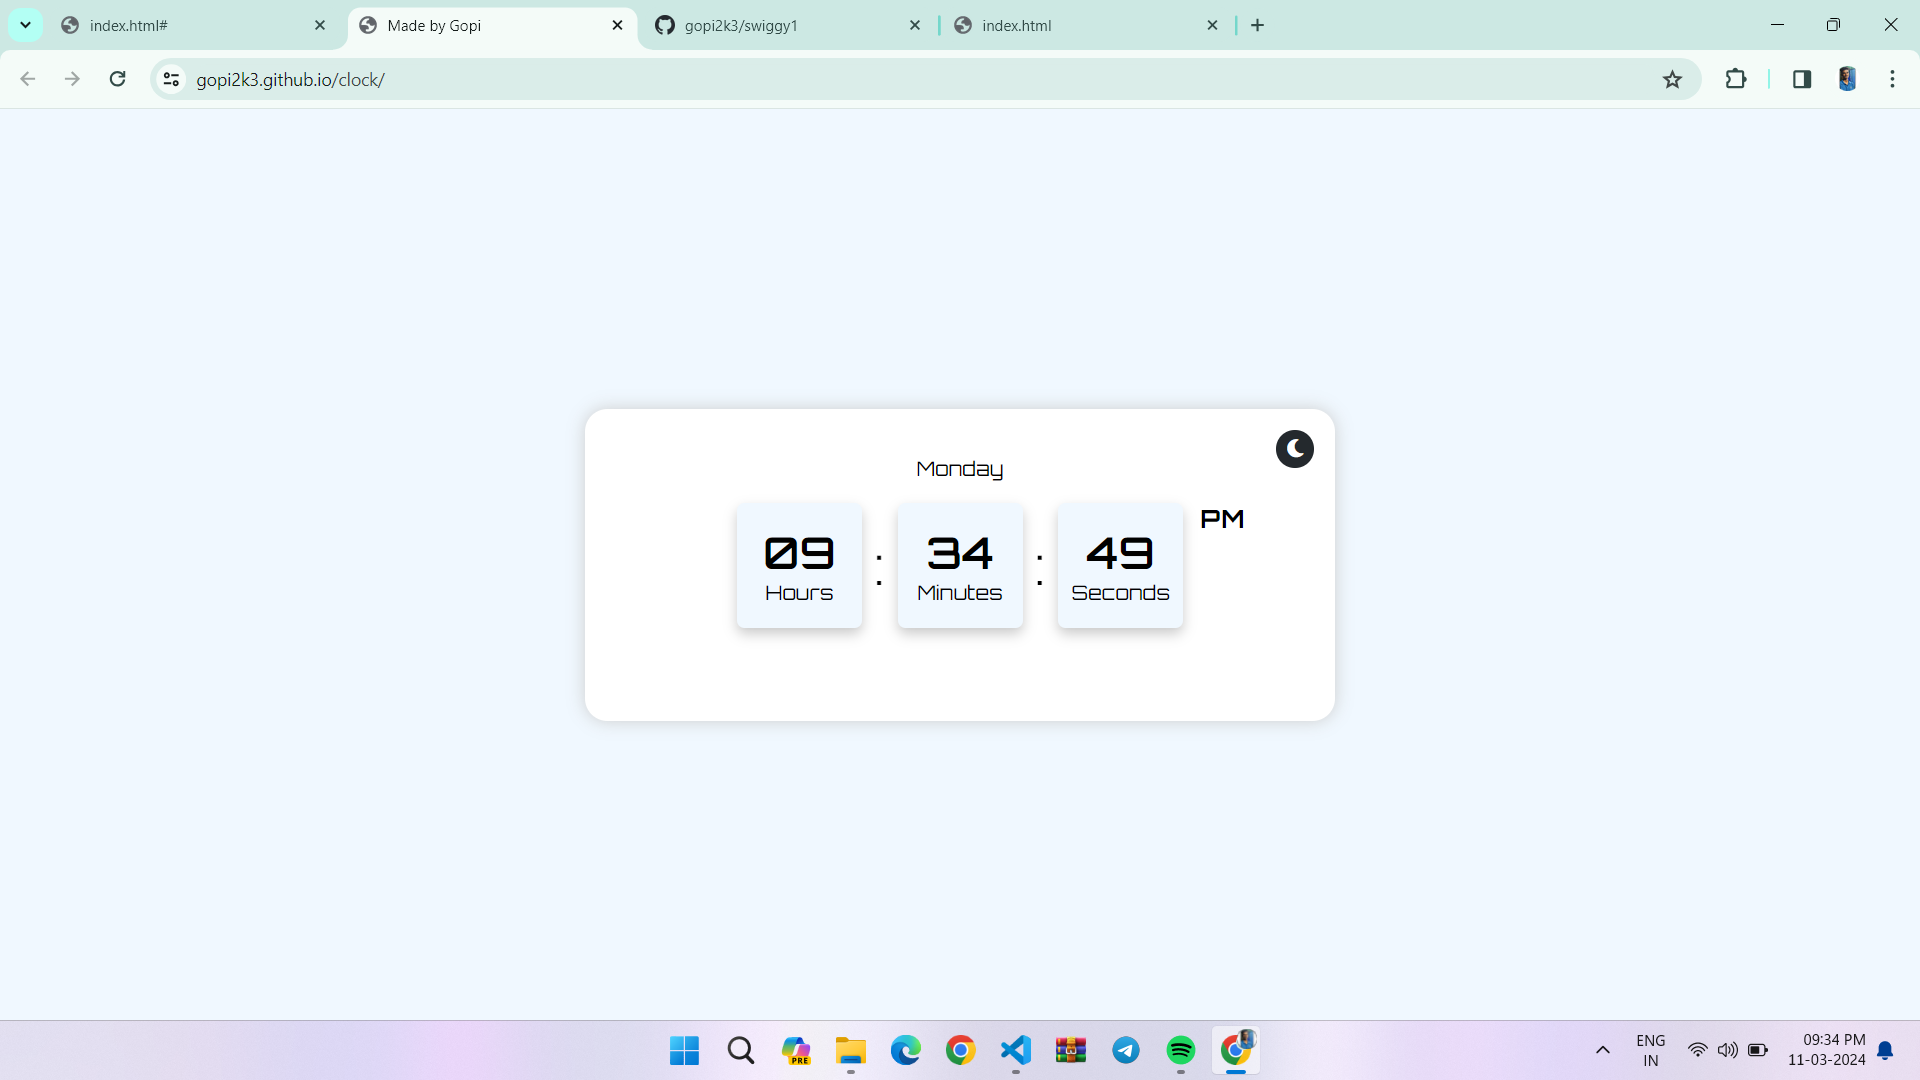 index.html#
Made by Gopi
gopi2k3/swiggy1
index.html
gopi2k3.github.io/clock/
Monday
09 : 34 : 49 PM
Hours Minutes Seconds
PRE
ENG
IN
09:34 PM
11-03-2024